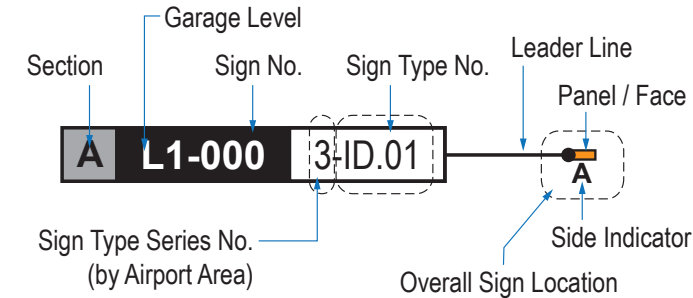 Garage Level
Section
Sign No.
Sign Type No.
Leader Line
Panel / Face
A L1-000 3-ID.01
A
Sign Type Series No.
(by Airport Area)
Side Indicator
Overall Sign Location